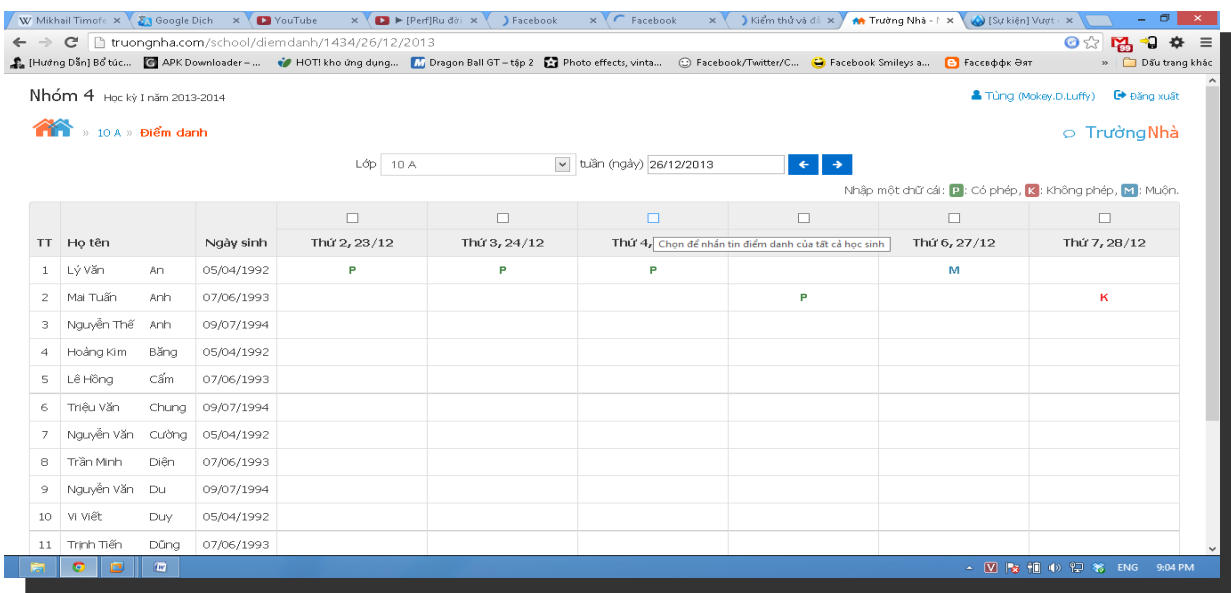 Mikhail Timofe Google Dịch YouTube ► [Perf]Ru đời Facebook Facebook Kiểm thử và đ Trường Nhà - [Sự kiện] Vượt
truongnha.com/school/diemdanh/1434/26/12/2013
[Hướng Dẫn] Bổ túc... APK Downloader – ... HOT! kho ứng dụng... Dragon Ball GT – tập 2 Photo effects, vinta... Facebook/Twitter/C... Facebook Smileys a... » Dấu trang khác
Nhóm 4 Học kỳ I năm 2013-2014 Tùng (Mokey.D.Luffy) Đăng xuất
» 10 A » Điểm danh TrườngNhà
Lớp 10 A tuần (ngày) 26/12/2013
Nhập một chữ cái: P: Có phép, K: Không phép, M: Muộn.
TT Họ tên Ngày sinh Thứ 2, 23/12 Thứ 3, 24/12 Thứ 4, Chọn để nhắn tin điểm danh của tất cả học sinh Thứ 6, 27/12 Thứ 7, 28/12
1 Lý Văn An 05/04/1992 P P P M
2 Mai Tuấn Anh 07/06/1993 P K
3 Nguyễn Thế Anh 09/07/1994
4 Hoàng Kim Băng 05/04/1992
5 Lê Hồng Cẩm 07/06/1993
6 Triệu Văn Chung 09/07/1994
7 Nguyễn Văn Cường 05/04/1992
8 Trần Minh Diện 07/06/1993
9 Nguyễn Văn Du 09/07/1994
10 Vi Viết Duy 05/04/1992
11 Trịnh Tiến Dũng 07/06/1993
ENG 9:04 PM